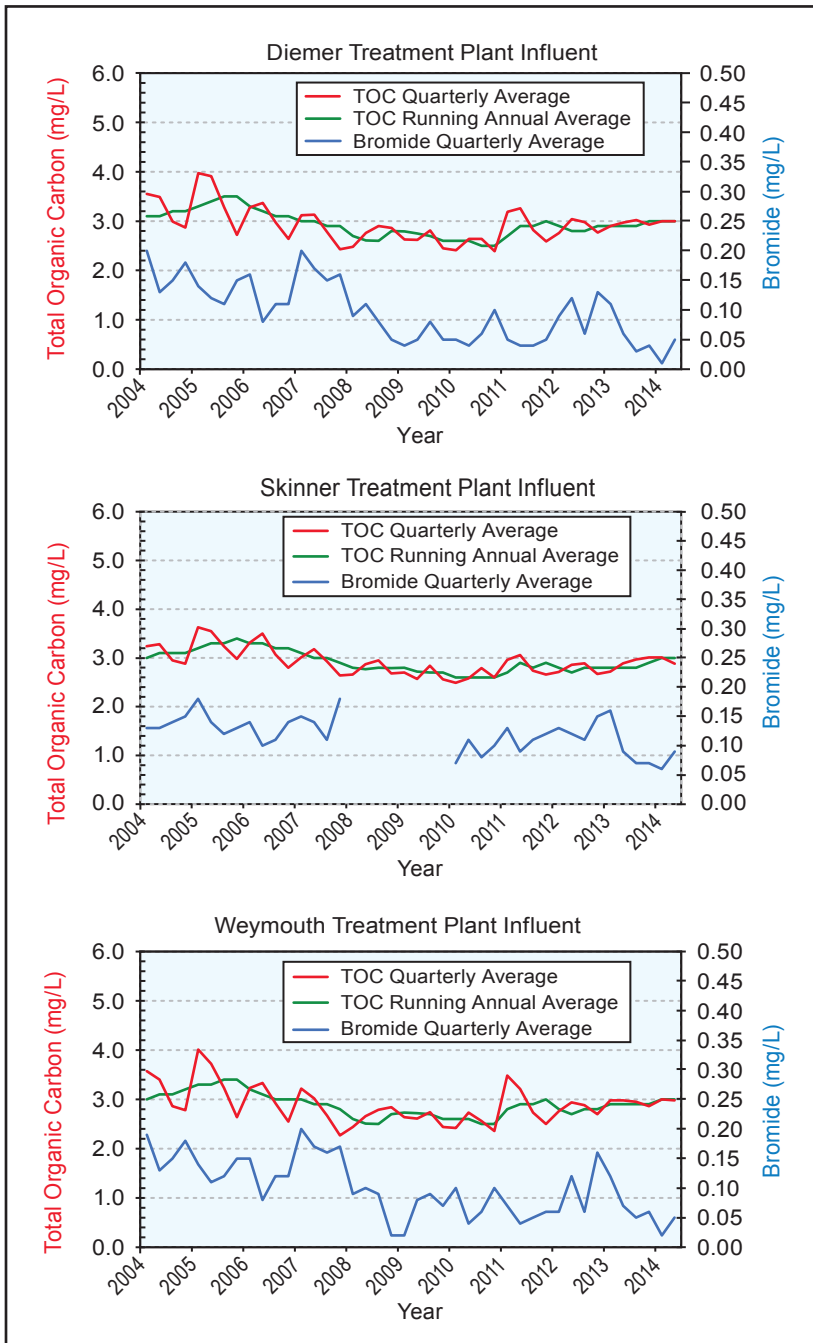 Diemer Treatment Plant Influent
Total Organic Carbon (mg/L)
6.0
5.0
4.0
3.0
2.0
1.0
0.0
TOC Quarterly Average
TOC Running Annual Average
Bromide Quarterly Average
0.50
0.45
0.40
0.35
0.30
0.25
0.20
0.15
0.10
0.05
0.00
Bromide (mg/L)
2004 2005 2006 2007 2008 2009 2010 2011 2012 2013 2014
Year
Skinner Treatment Plant Influent
Total Organic Carbon (mg/L)
6.0
5.0
4.0
3.0
2.0
1.0
0.0
TOC Quarterly Average
TOC Running Annual Average
Bromide Quarterly Average
0.50
0.45
0.40
0.35
0.30
0.25
0.20
0.15
0.10
0.05
0.00
Bromide (mg/L)
2004 2005 2006 2007 2008 2009 2010 2011 2012 2013 2014
Year
Weymouth Treatment Plant Influent
Total Organic Carbon (mg/L)
6.0
5.0
4.0
3.0
2.0
1.0
0.0
TOC Quarterly Average
TOC Running Annual Average
Bromide Quarterly Average
0.50
0.45
0.40
0.35
0.30
0.25
0.20
0.15
0.10
0.05
0.00
Bromide (mg/L)
2004 2005 2006 2007 2008 2009 2010 2011 2012 2013 2014
Year